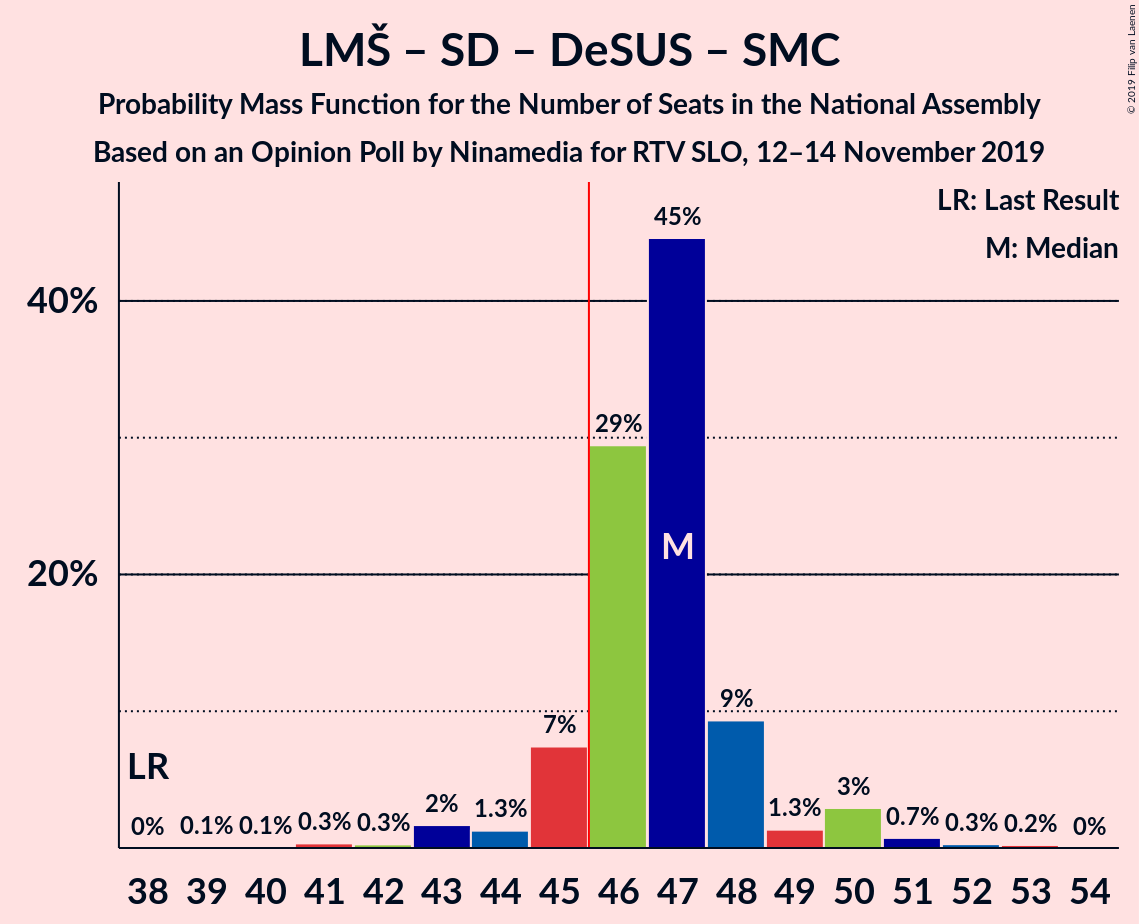 LMŠ – SD – DeSUS – SMC
Probability Mass Function for the Number of Seats in the National Assembly
Based on an Opinion Poll by Ninamedia for RTV SLO, 12–14 November 2019
© 2019 Filip van Laenen
LR: Last Result
M: Median
40%
20%
LR
0%
0.1%
0.1%
0.3%
0.3%
2%
1.3%
7%
29%
45%
M
9%
1.3%
3%
0.7%
0.3%
0.2%
0%
38 39 40 41 42 43 44 45 46 47 48 49 50 51 52 53 54